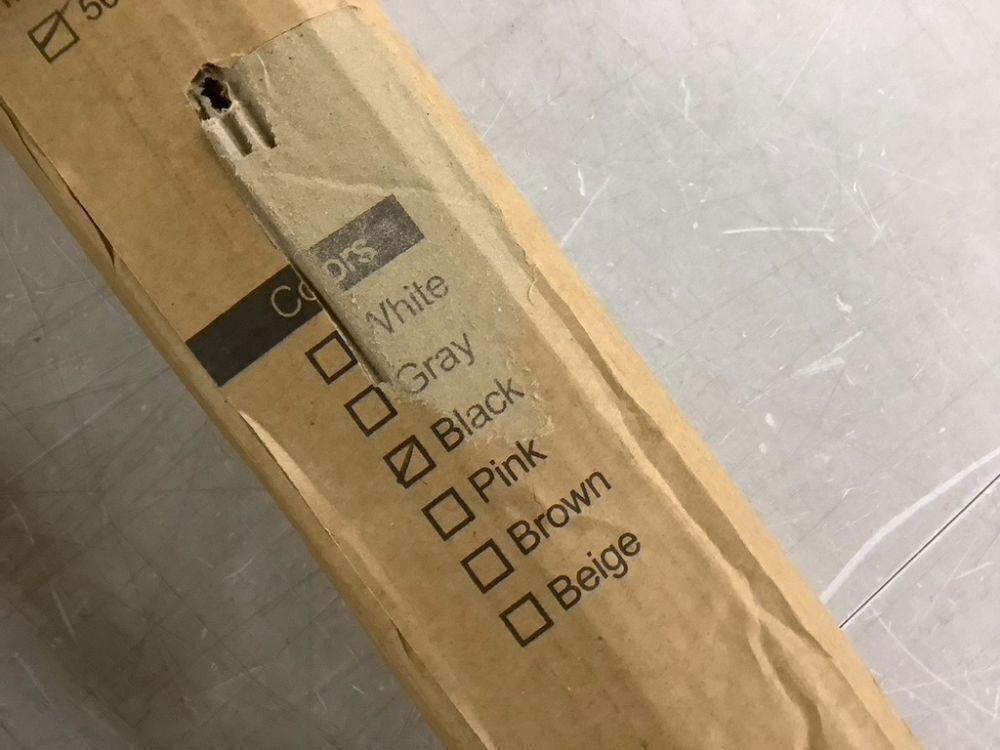 Colors
White
Gray
Black
Pink
Brown
Beige